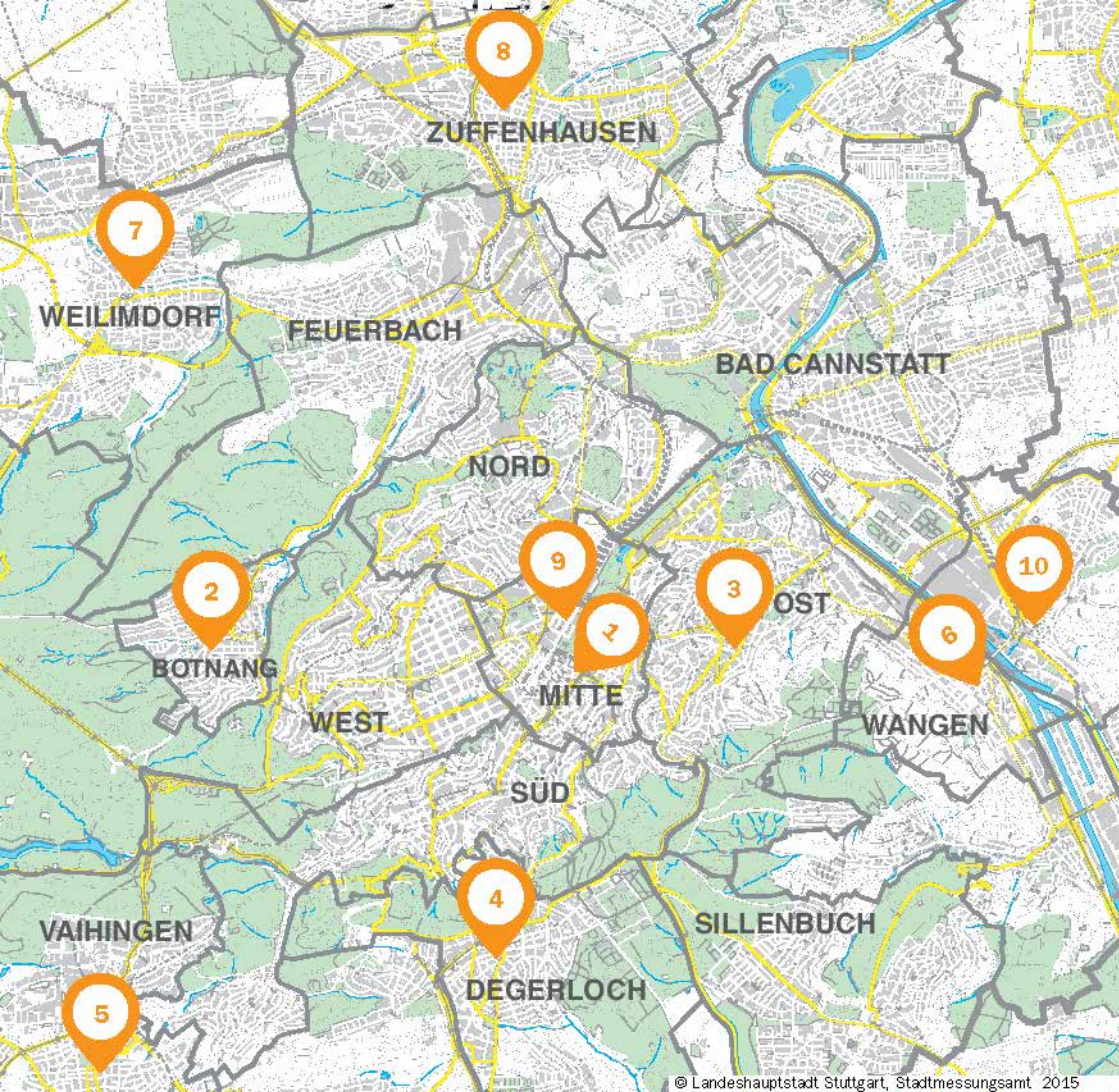 8
ZUFFENHAUSEN
7
WEILIMDORF
FEUERBACH
BAD CANNSTATT
NORD
9
10
2
3
OST
1
6
BOTNANG
MITTE
WEST
WANGEN
SÜD
4
VAIHINGEN
SILLENBUCH
DEGERLOCH
5
© Landeshauptstadt Stuttgart, Stadtmessungsamt 2015